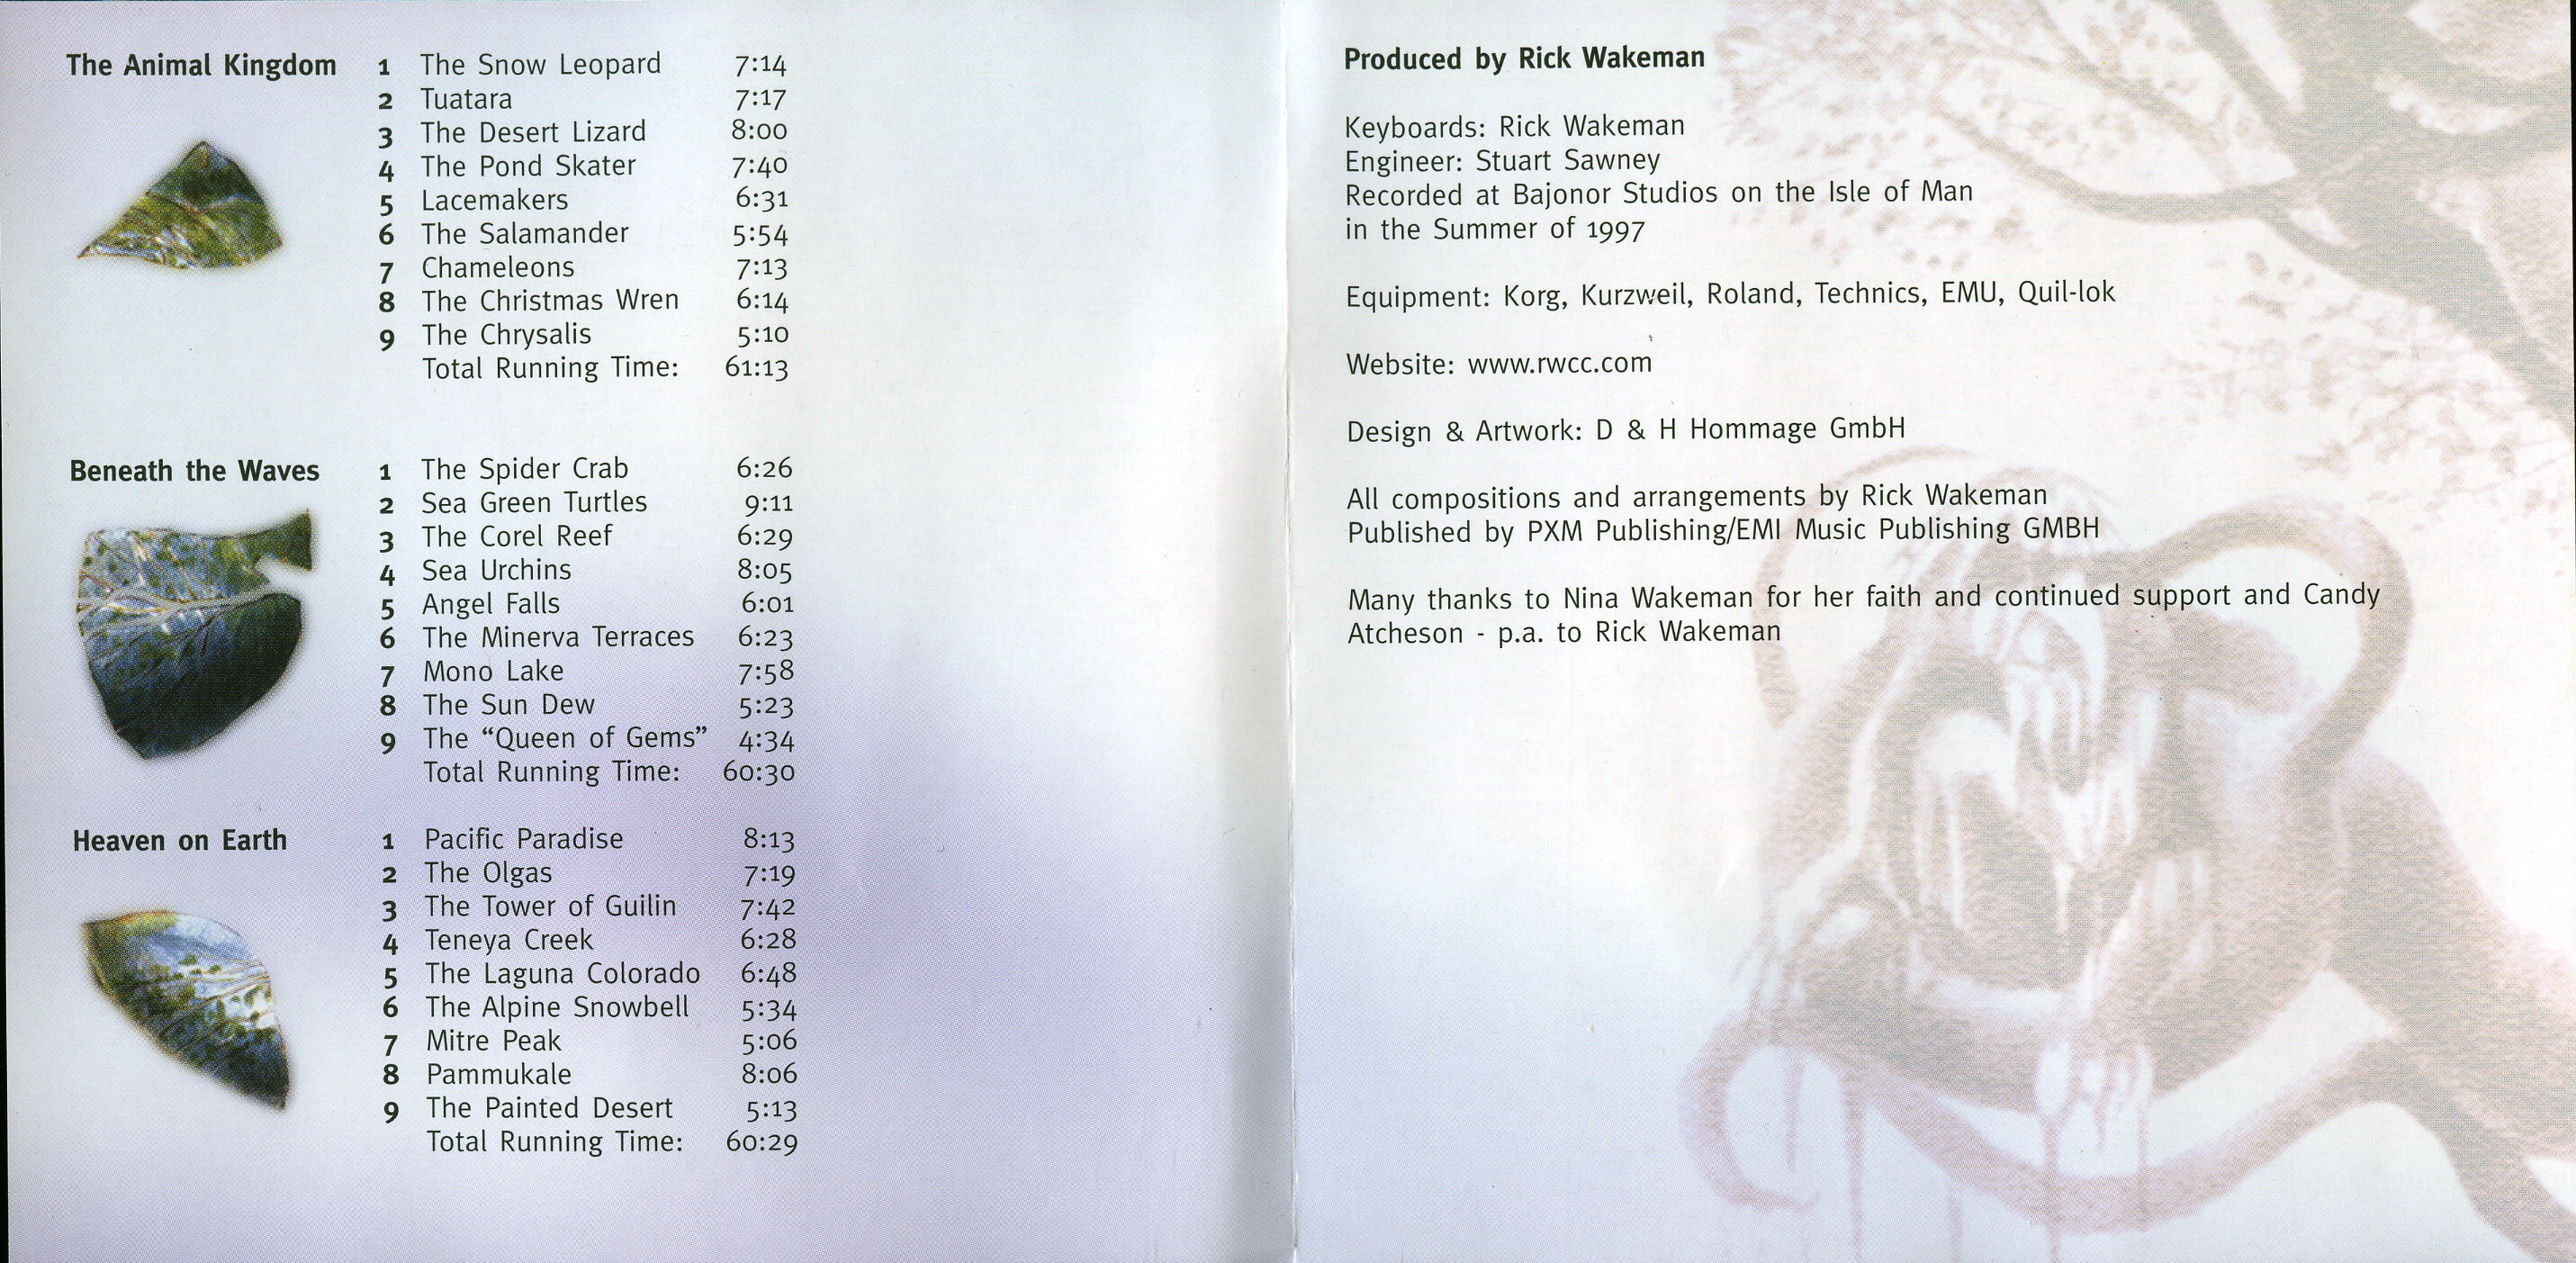 The Animal Kingdom
1 The Snow Leopard 7:14
2 Tuatara 7:17
3 The Desert Lizard 8:00
4 The Pond Skater 7:40
5 Lacemakers 6:31
6 The Salamander 5:54
7 Chameleons 7:13
8 The Christmas Wren 6:14
9 The Chrysalis 5:10
Total Running Time: 61:13
Beneath the Waves
1 The Spider Crab 6:26
2 Sea Green Turtles 9:11
3 The Corel Reef 6:29
4 Sea Urchins 8:05
5 Angel Falls 6:01
6 The Minerva Terraces 6:23
7 Mono Lake 7:58
8 The Sun Dew 5:23
9 The “Queen of Gems” 4:34
Total Running Time: 60:30
Heaven on Earth
1 Pacific Paradise 8:13
2 The Olgas 7:19
3 The Tower of Guilin 7:42
4 Teneya Creek 6:28
5 The Laguna Colorado 6:48
6 The Alpine Snowbell 5:34
7 Mitre Peak 5:06
8 Pammukale 8:06
9 The Painted Desert 5:13
Total Running Time: 60:29
Produced by Rick Wakeman
Keyboards: Rick Wakeman
Engineer: Stuart Sawney
Recorded at Bajonor Studios on the Isle of Man
in the Summer of 1997
Equipment: Korg, Kurzweil, Roland, Technics, EMU, Quil-lok
Website: www.rwcc.com
Design & Artwork: D & H Hommage GmbH
All compositions and arrangements by Rick Wakeman
Published by PXM Publishing/EMI Music Publishing GMBH
Many thanks to Nina Wakeman for her faith and continued support and Candy
Atcheson - p.a. to Rick Wakeman